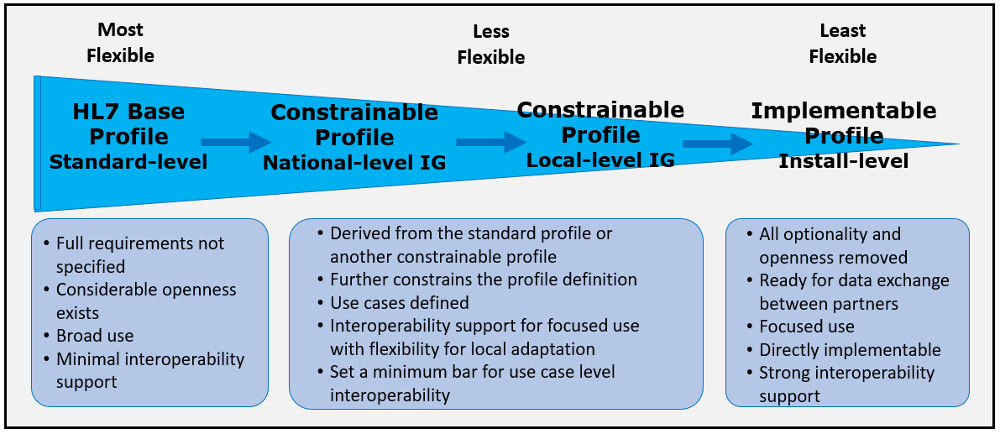 Most
Flexible
Less
Flexible
Least
Flexible
HL7 Base
Profile
Standard-level
Constrainable
Profile
National-level IG
Constrainable
Profile
Local-level IG
Implementable
Profile
Install-level
• Full requirements not
specified
• Considerable openness
exists
• Broad use
• Minimal interoperability
support
• Derived from the standard profile or
another constrainable profile
• Further constrains the profile definition
• Use cases defined
• Interoperability support for focused use
with flexibility for local adaptation
• Set a minimum bar for use case level
interoperability
• All optionality and
openness removed
• Ready for data exchange
between partners
• Focused use
• Directly implementable
• Strong interoperability
support